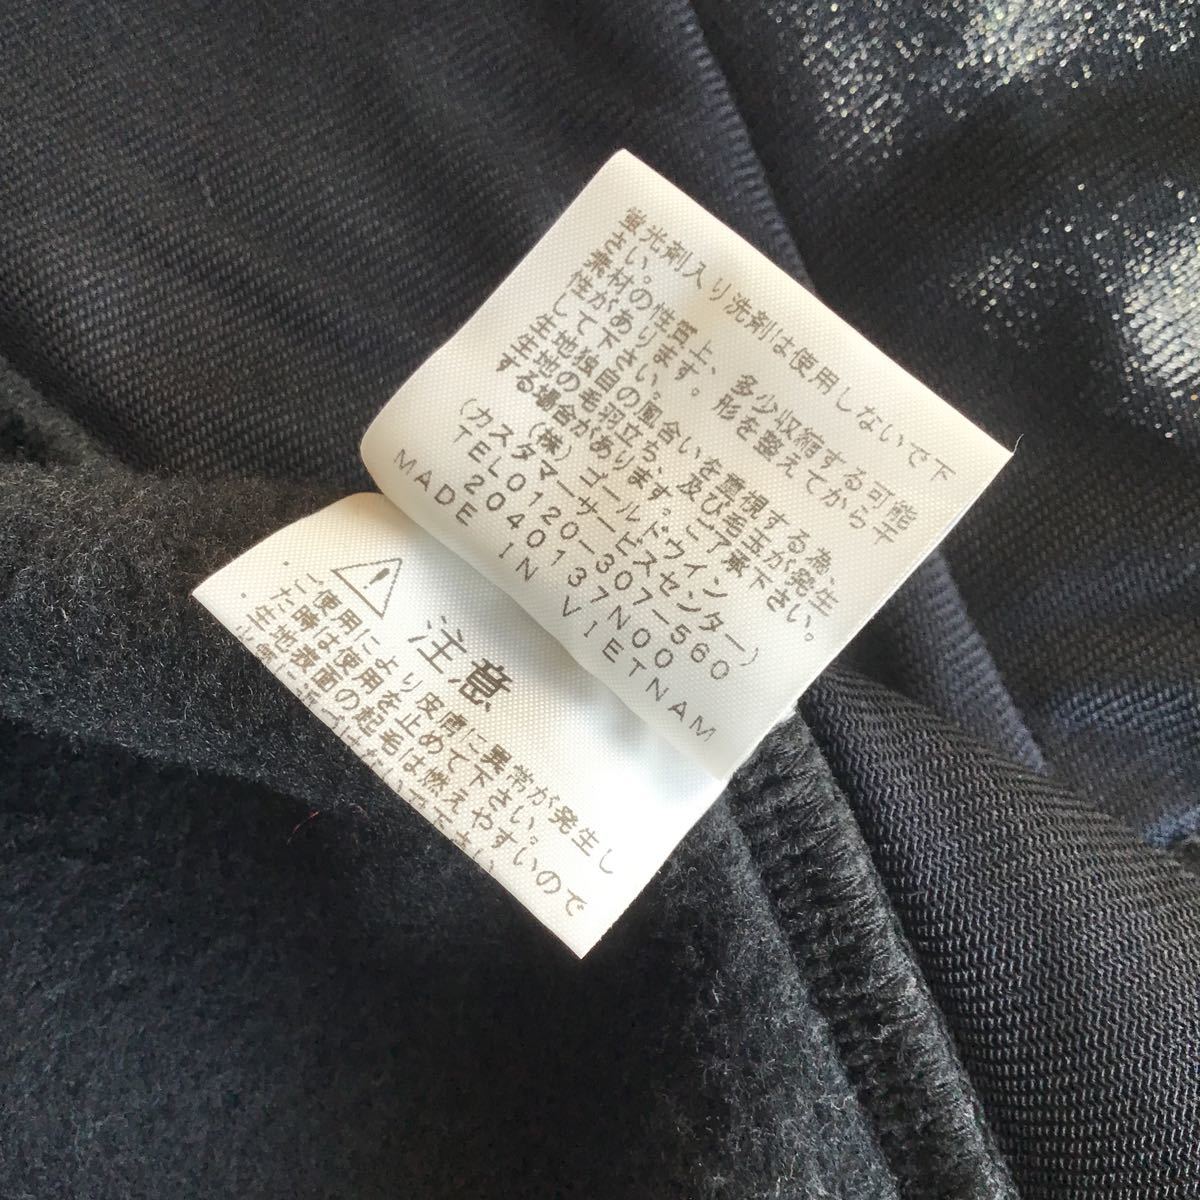 蛍光剤入り洗剤は使用しないで下
さい。
素材の性質上、多少収縮する可能
性があります。形を整えてから干
して下さい。
生地独自の風合いを重視する為、
生地の毛羽立ち、及び毛玉が発生
する場合があります。ご了承下さい。
(株)ゴールドウイン
(カスタマーサービスセンター)
TEL0120-307-560
2040137N00
MADE IN VIETNAM
注意
・ご使用により皮膚に異常が発生し
た時は使用を止めて下さい。
・生地表面の起毛は燃えやすいので